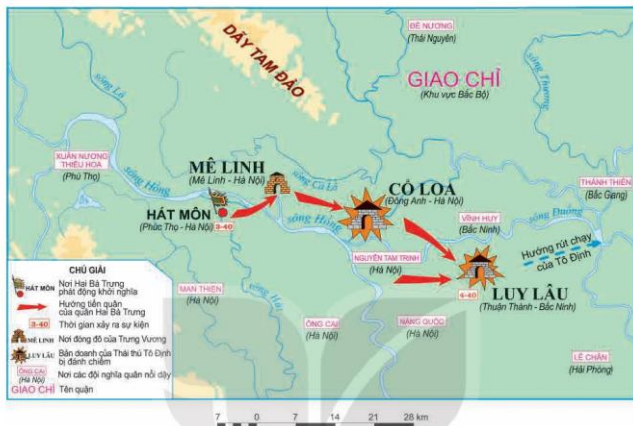 ĐÊ NƯƠNG
(Thái Nguyên)
DÃY TAM ĐẢO
sông Lô
GIAO CHỈ
(Khu vực Bắc Bộ)
sông Thương
XUÂN NƯƠNG
THIỀU HOA
(Phú Thọ)
MÊ LINH
(Mê Linh - Hà Nội)
sông Cà Lồ
sông Hồng
CỔ LOA
(Đông Anh - Hà Nội)
THÁNH THIÊN
(Bắc Giang)
HÁT MÔN
(Phúc Thọ - Hà Nội)
3-40
sông Hồng
VĨNH HUY
(Bắc Ninh)
sông Đuống
Hướng rút chạy
của Tô Định
NGUYỄN TAM TRINH
(Hà Nội)
MAN THIỆN
(Hà Nội)
sông Đáy
4-40
LUY LÂU
(Thuận Thành - Bắc Ninh)
ÔNG CAI
(Hà Nội)
NÀNG QUỐC
(Hà Nội)
LÊ CHÂN
(Hải Phòng)
CHÚ GIẢI
HÁT MÔN
Nơi Hai Bà Trưng
phát động khởi nghĩa
Hướng tiến quân
của quân Hai Bà Trưng
3-40
Thời gian xảy ra sự kiện
MÊ LINH
Nơi đóng đô của Trưng Vương
LUY LÂU
Bản doanh của Thái thú Tô Định
bị đánh chiếm
ÔNG CAI
(Hà Nội)
Nơi các đội nghĩa quân nổi dậy
GIAO CHỈ
Tên quận
7 0 7 14 21 28 km